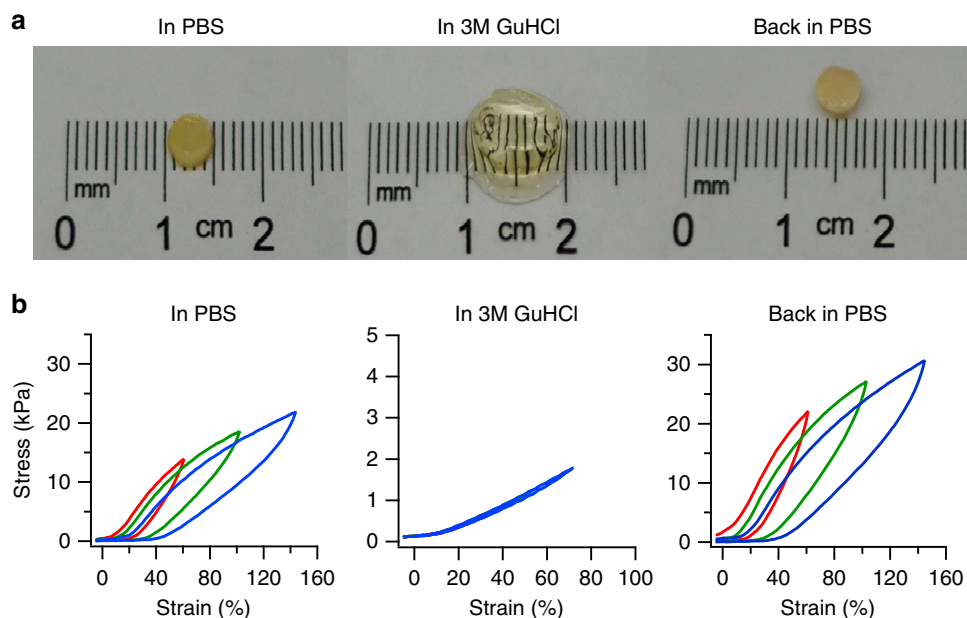 a
In PBS
In 3M GuHCl
Back in PBS
mm
0 1 cm 2
mm
0 1 cm 2
mm
0 1 cm 2
b
In PBS
In 3M GuHCl
Back in PBS
Stress (kPa)
30
20
10
0
0 40 80 120 160
Strain (%)
5
4
3
2
1
0
0 20 40 60 80 100
Strain (%)
30
20
10
0
0 40 80 120 160
Strain (%)